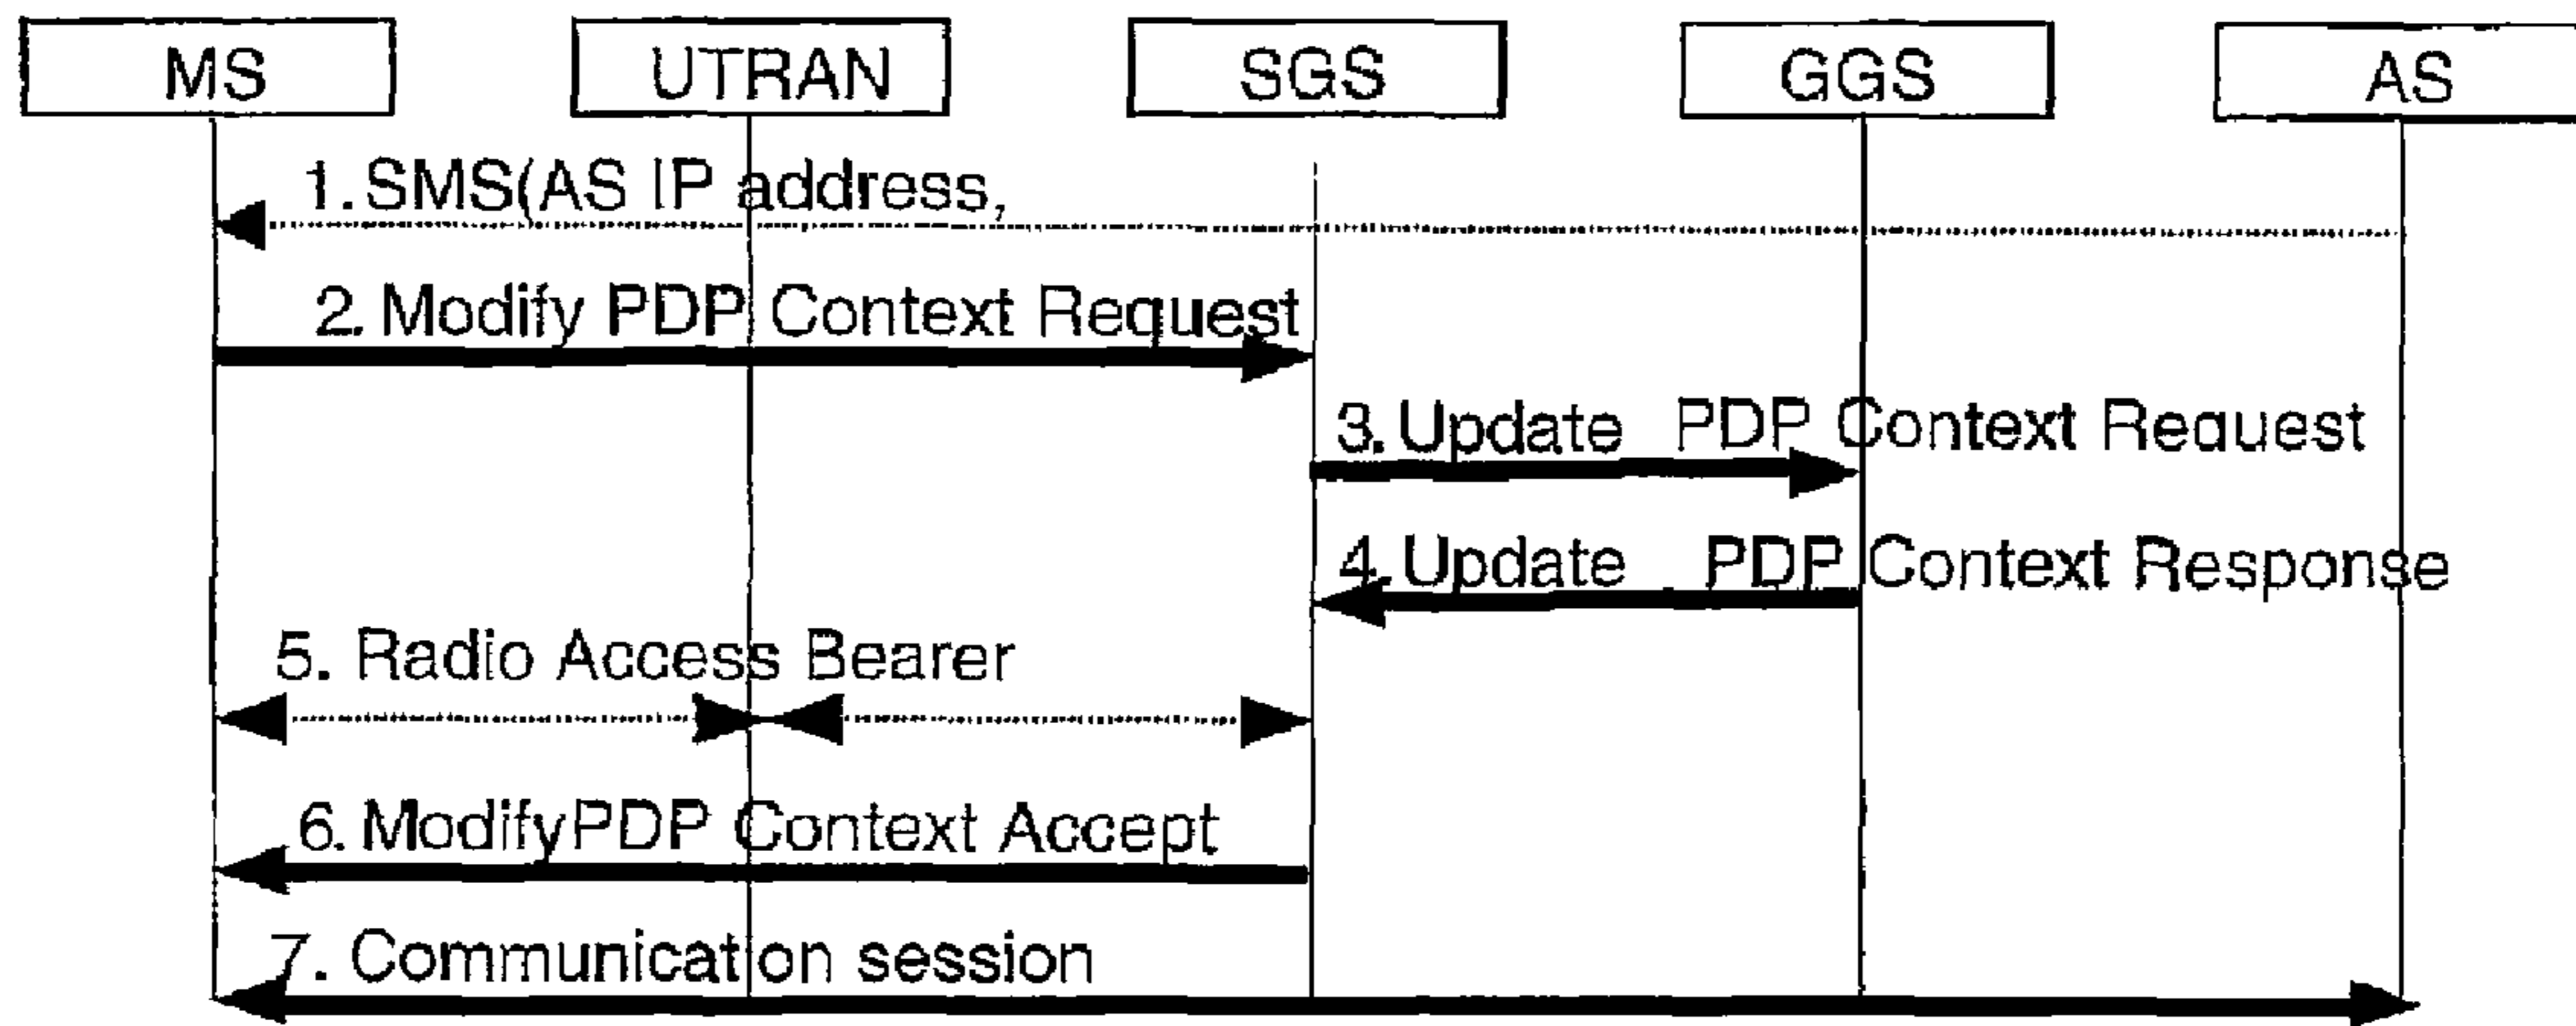 MS UTRAN SGS GGS AS
1. SMS(AS IP address,
2. Modify PDP Context Request
3. Update PDP Context Request
4. Update PDP Context Response
5. Radio Access Bearer
6. ModifyPDP Context Accept
7. Communication session